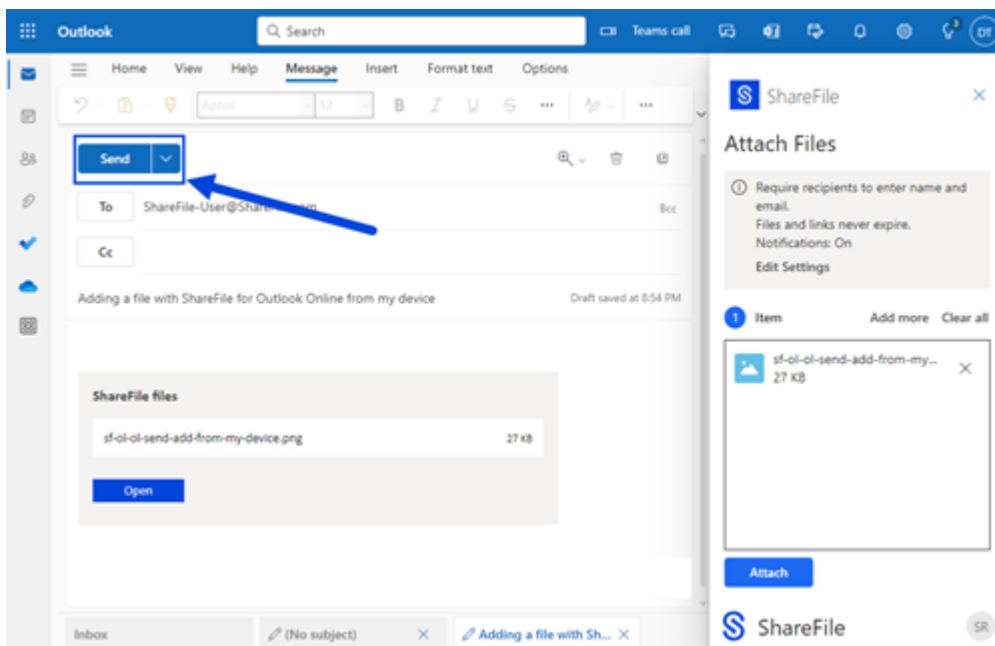 Outlook
Search
Teams call
3
DT
Home View Help Message Insert Format text Options
Aptos 12 B I U S
Send
To ShareFile-User@Share Bcc
Cc
Adding a file with ShareFile for Outlook Online from my device Draft saved at 8:54 PM
ShareFile files
sf-ol-ol-send-add-from-my-device.png 27 KB
Open
Inbox (No subject) Adding a file with Sh...
ShareFile
Attach Files
Require recipients to enter name and
email.
Files and links never expire.
Notifications: On
Edit Settings
1 Item Add more Clear all
sf-ol-ol-send-add-from-my...
27 KB
Attach
ShareFile SR